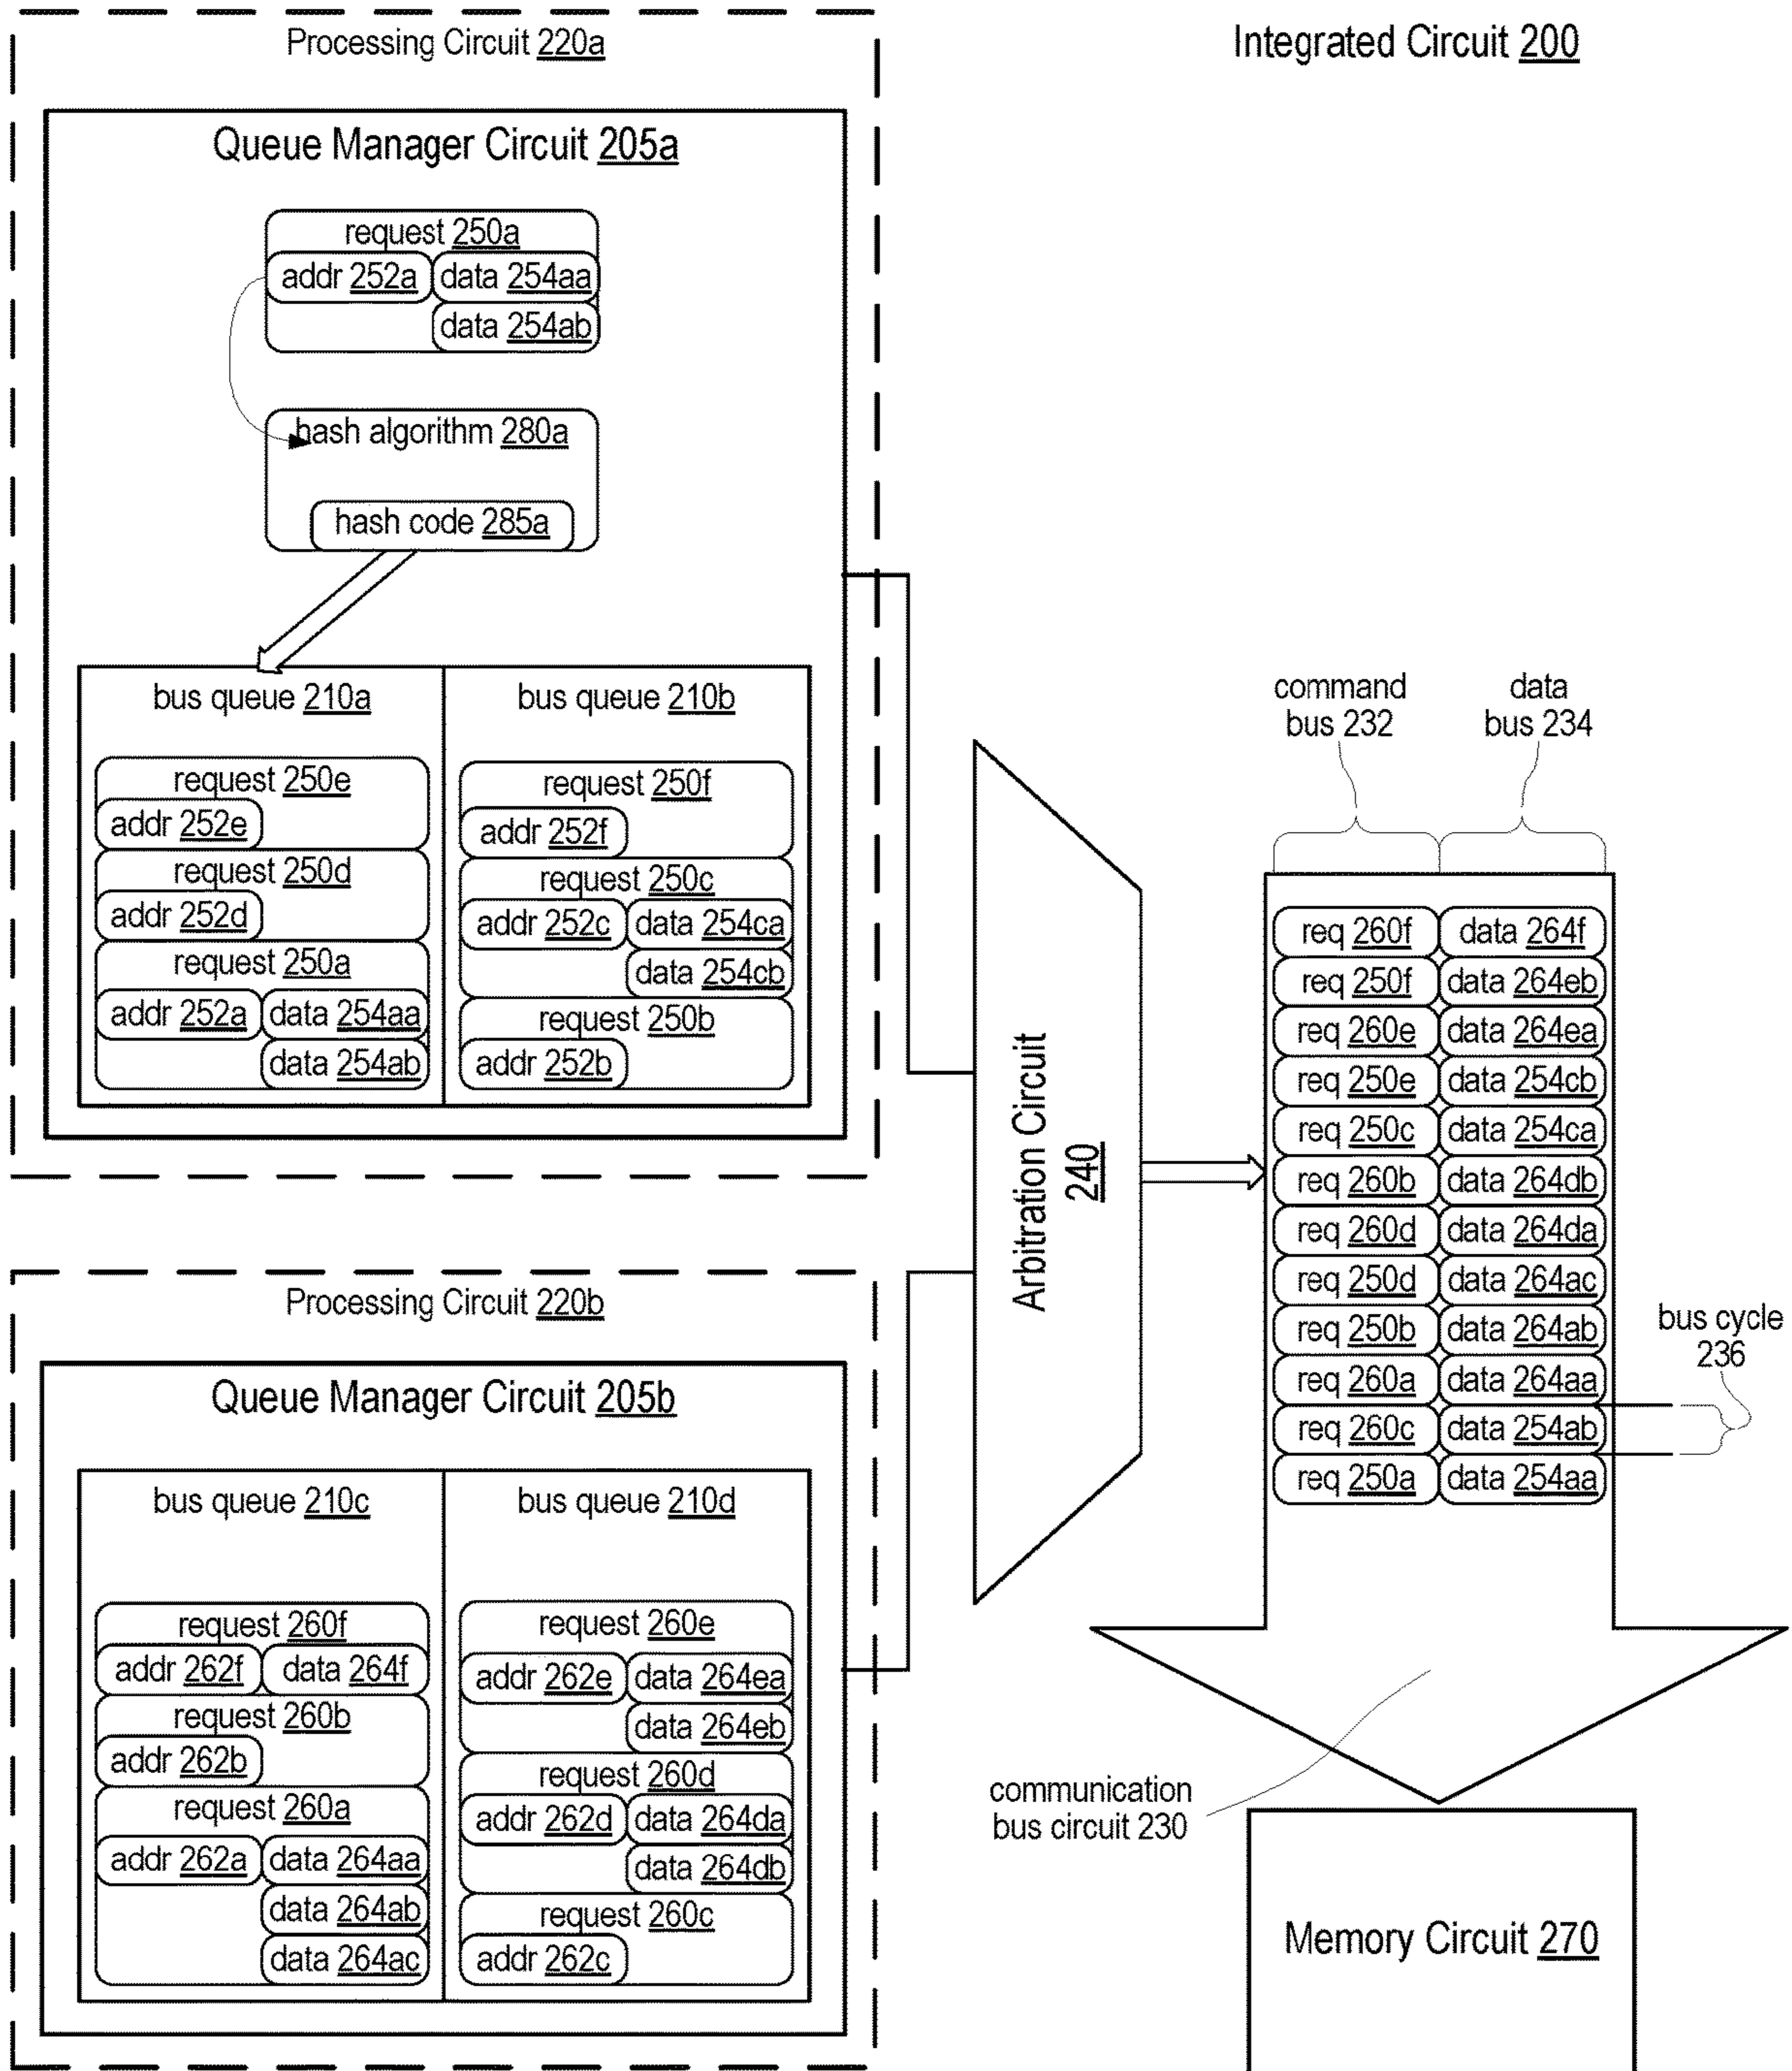 Integrated Circuit 200
Processing Circuit 220a
Queue Manager Circuit 205a
request 250a
addr 252a data 254aa
data 254ab
hash algorithm 280a
hash code 285a
bus queue 210a
request 250e
addr 252e
request 250d
addr 252d
request 250a
addr 252a data 254aa
data 254ab
bus queue 210b
request 250f
addr 252f
request 250c
addr 252c data 254ca
data 254cb
request 250b
addr 252b
Processing Circuit 220b
Queue Manager Circuit 205b
bus queue 210c
request 260f
addr 262f data 264f
request 260b
addr 262b
request 260a
addr 262a data 264aa
data 264ab
data 264ac
bus queue 210d
request 260e
addr 262e data 264ea
data 264eb
request 260d
addr 262d data 264da
data 264db
request 260c
addr 262c
Arbitration Circuit
240
command
bus 232
data
bus 234
req 260f data 264f
req 250f data 264eb
req 260e data 264ea
req 250e data 254cb
req 250c data 254ca
req 260b data 264db
req 260d data 264da
req 250d data 264ac
req 250b data 264ab
req 260a data 264aa
req 260c data 254ab
req 250a data 254aa
bus cycle
236
communication
bus circuit 230
Memory Circuit 270